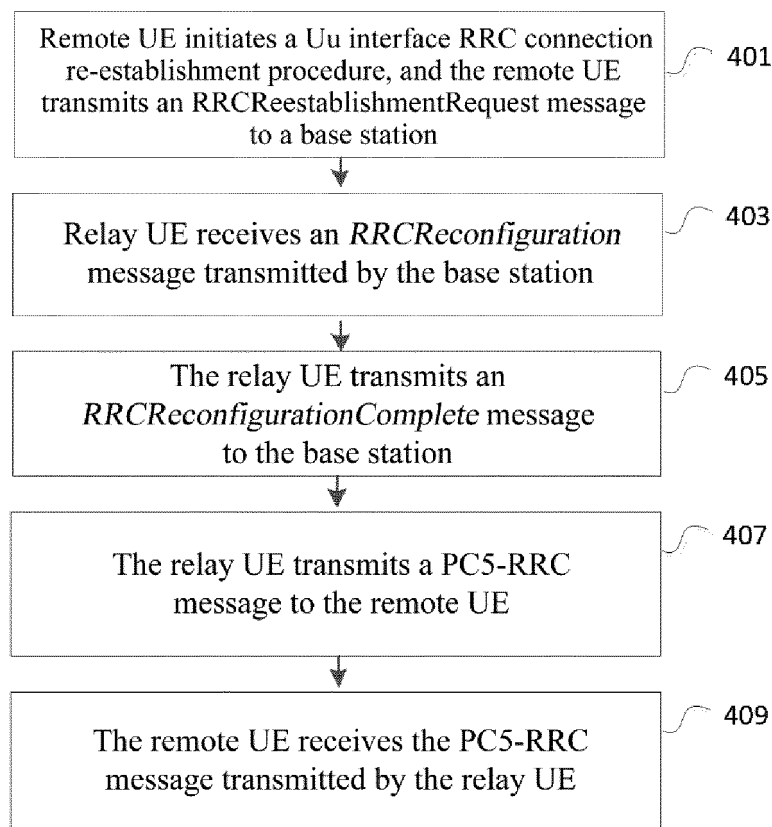 Remote UE initiates a Uu interface RRC connection
re-establishment procedure, and the remote UE
transmits an RRCReestablishmentRequest message
to a base station
401
Relay UE receives an RRCReconfiguration
message transmitted by the base station
403
The relay UE transmits an
RRCReconfigurationComplete message
to the base station
405
The relay UE transmits a PC5-RRC
message to the remote UE
407
The remote UE receives the PC5-RRC
message transmitted by the relay UE
409